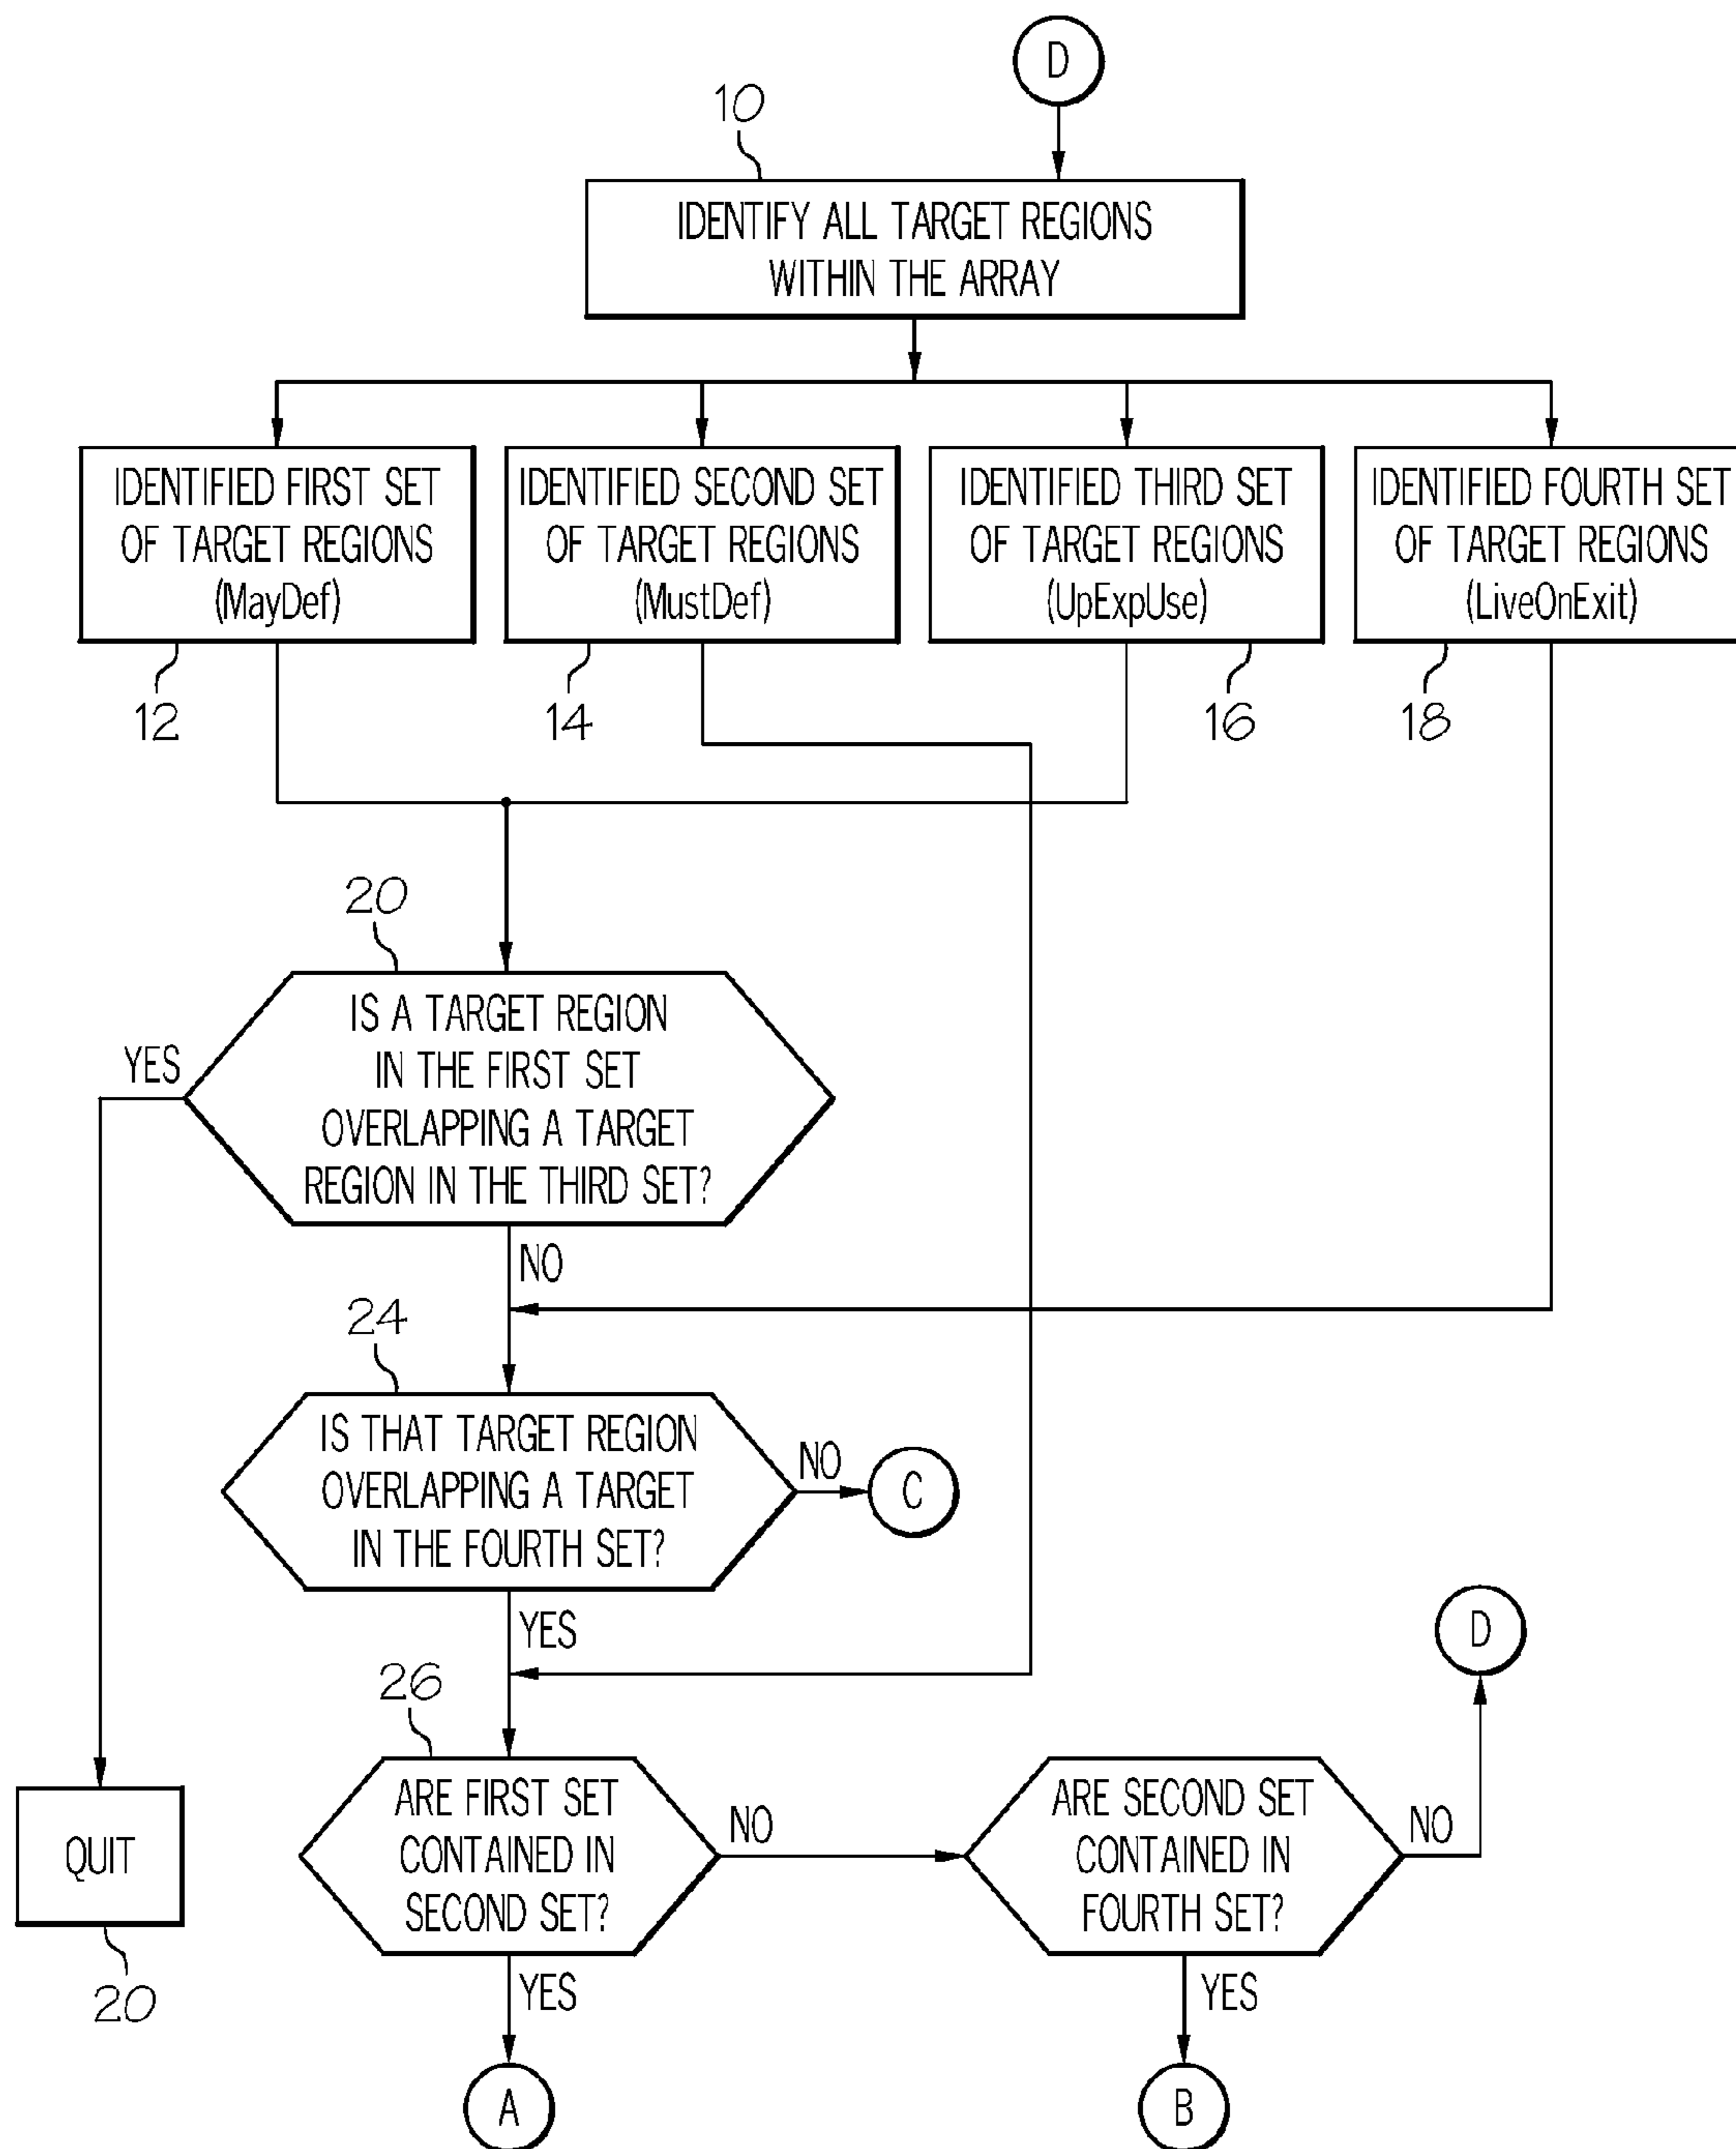 D
10
IDENTIFY ALL TARGET REGIONS
WITHIN THE ARRAY
IDENTIFIED FIRST SET
OF TARGET REGIONS
(MayDef)
IDENTIFIED SECOND SET
OF TARGET REGIONS
(MustDef)
IDENTIFIED THIRD SET
OF TARGET REGIONS
(UpExpUse)
IDENTIFIED FOURTH SET
OF TARGET REGIONS
(LiveOnExit)
12
14
16
18
20
IS A TARGET REGION
IN THE FIRST SET
OVERLAPPING A TARGET
REGION IN THE THIRD SET?
YES
NO
24
IS THAT TARGET REGION
OVERLAPPING A TARGET
IN THE FOURTH SET?
NO
C
YES
D
26
ARE FIRST SET
CONTAINED IN
SECOND SET?
NO
ARE SECOND SET
CONTAINED IN
FOURTH SET?
NO
QUIT
20
YES
YES
A
B